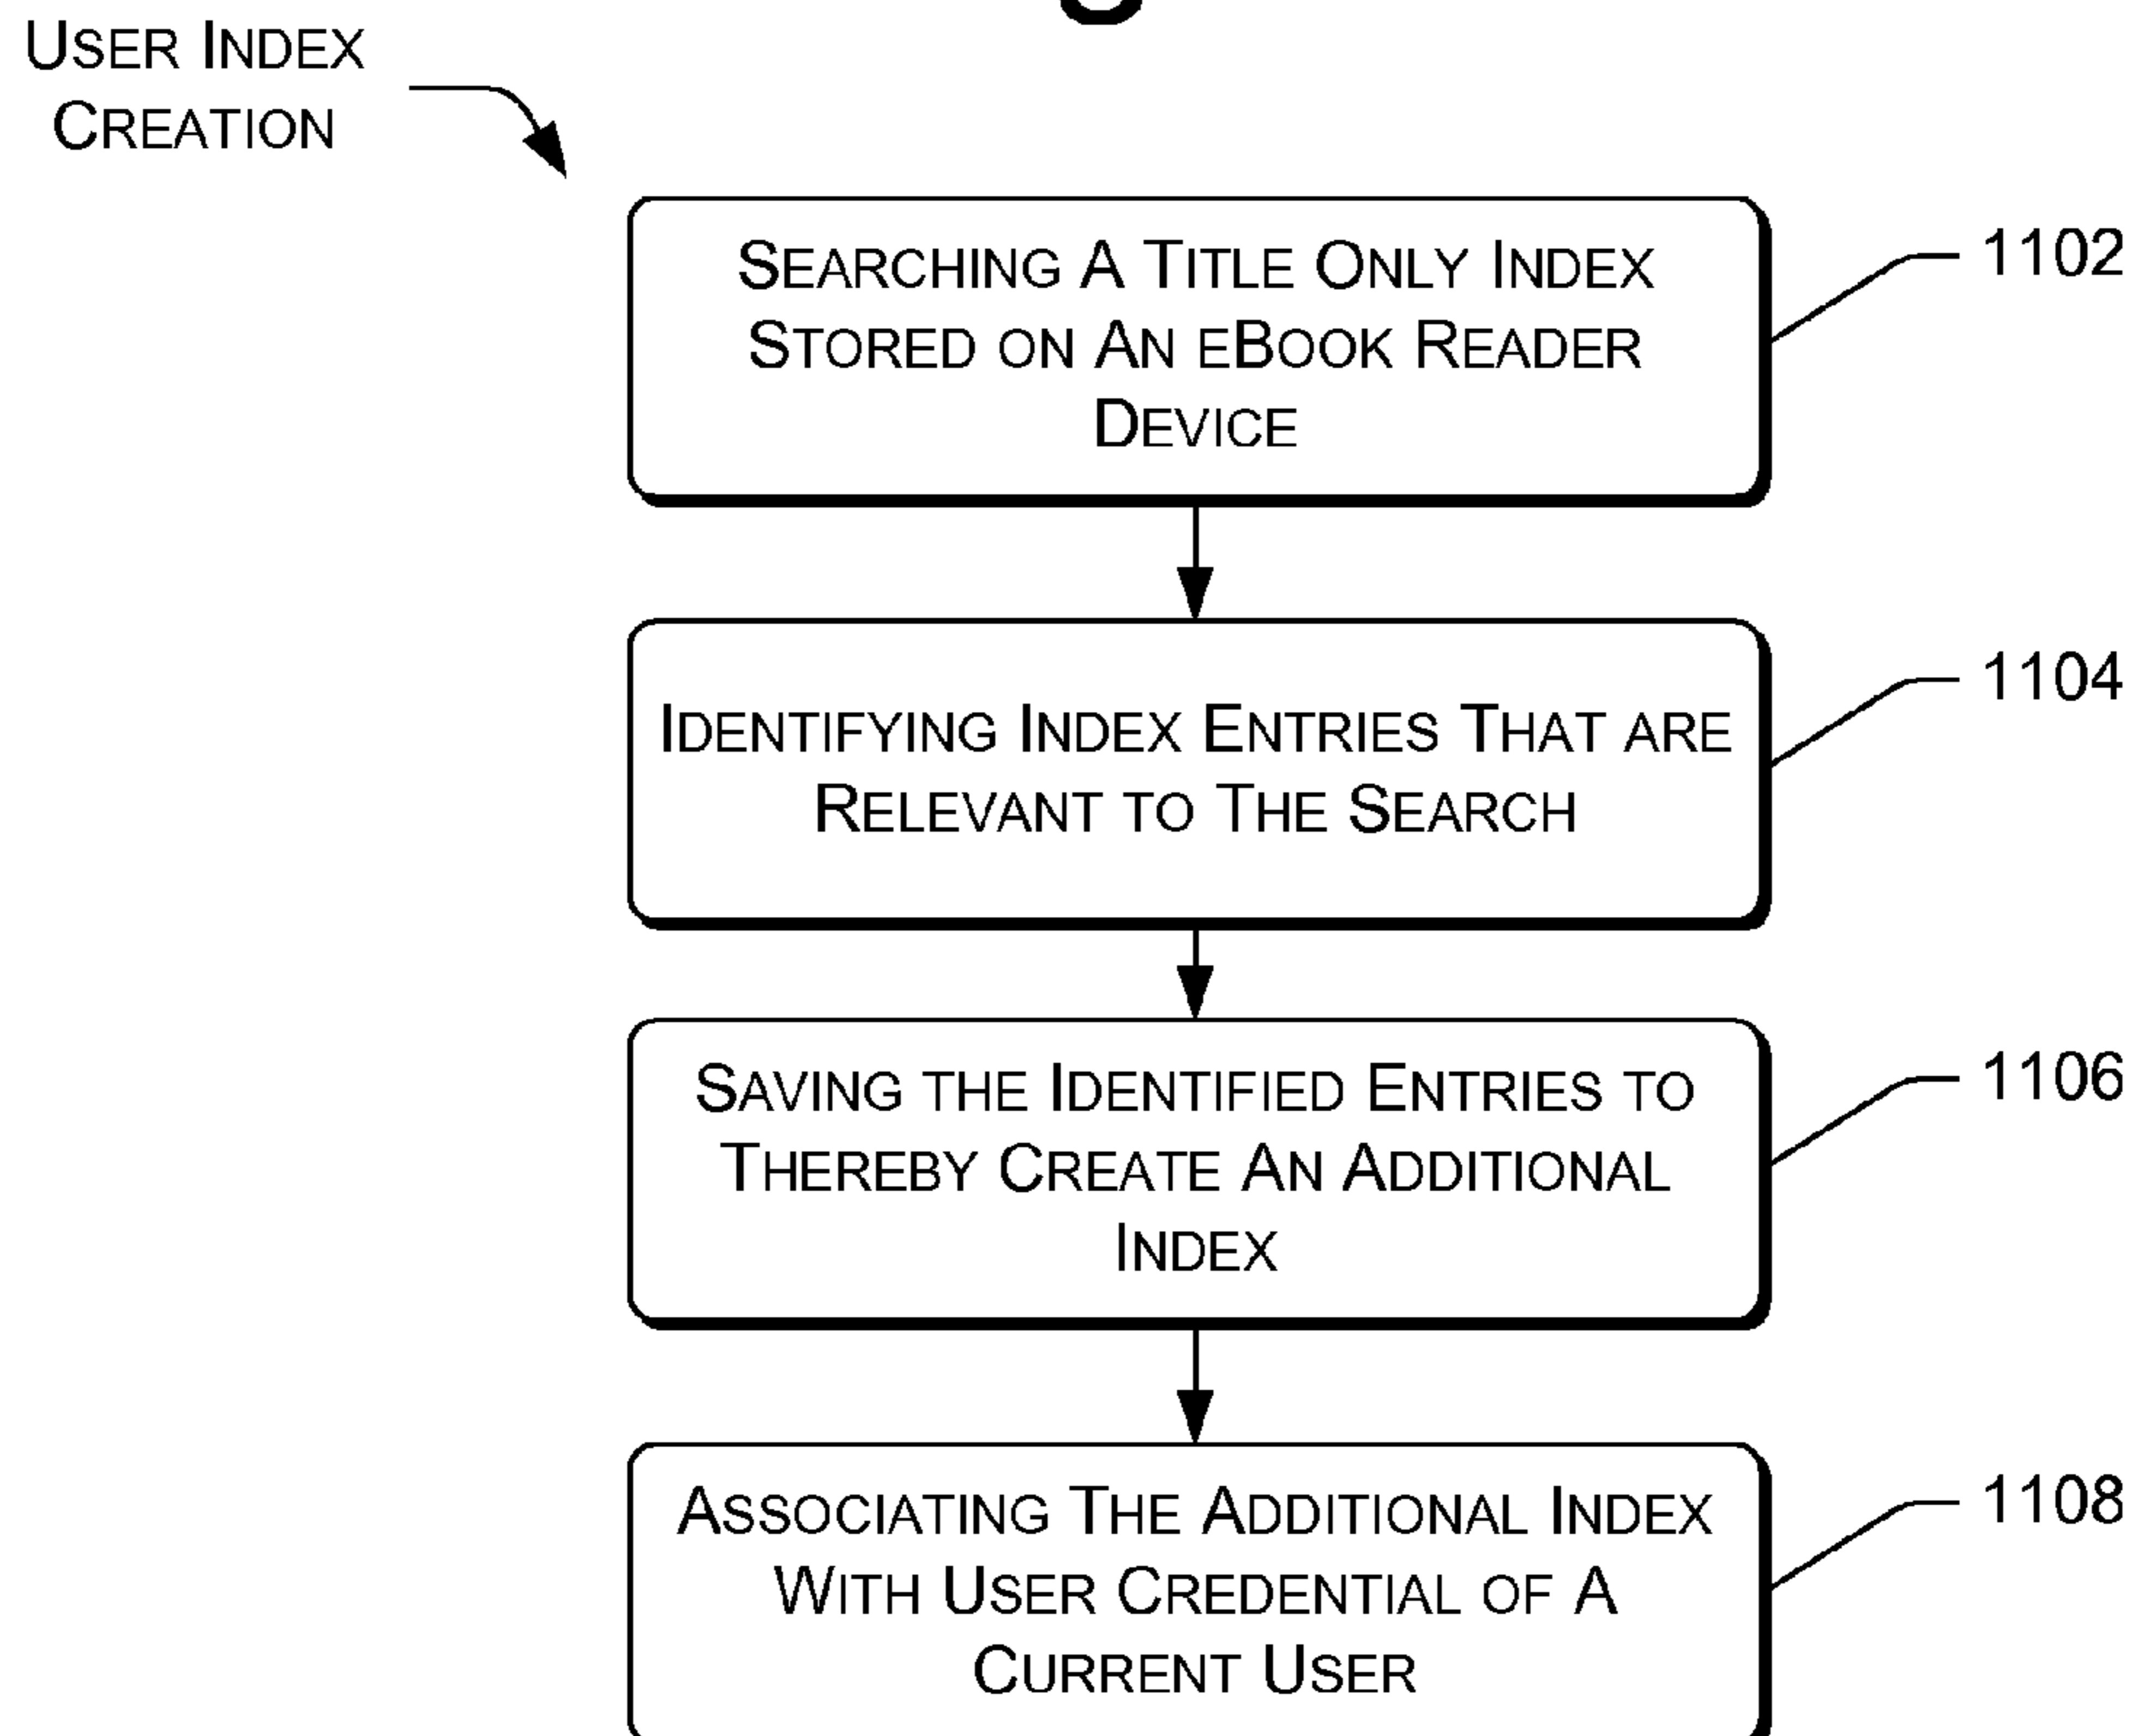 USER INDEX
CREATION
SEARCHING A TITLE ONLY INDEX
STORED ON AN EBOOK READER
DEVICE
1102
IDENTIFYING INDEX ENTRIES THAT ARE
RELEVANT TO THE SEARCH
1104
SAVING THE IDENTIFIED ENTRIES TO
THEREBY CREATE AN ADDITIONAL
INDEX
1106
ASSOCIATING THE ADDITIONAL INDEX
WITH USER CREDENTIAL OF A
CURRENT USER
1108